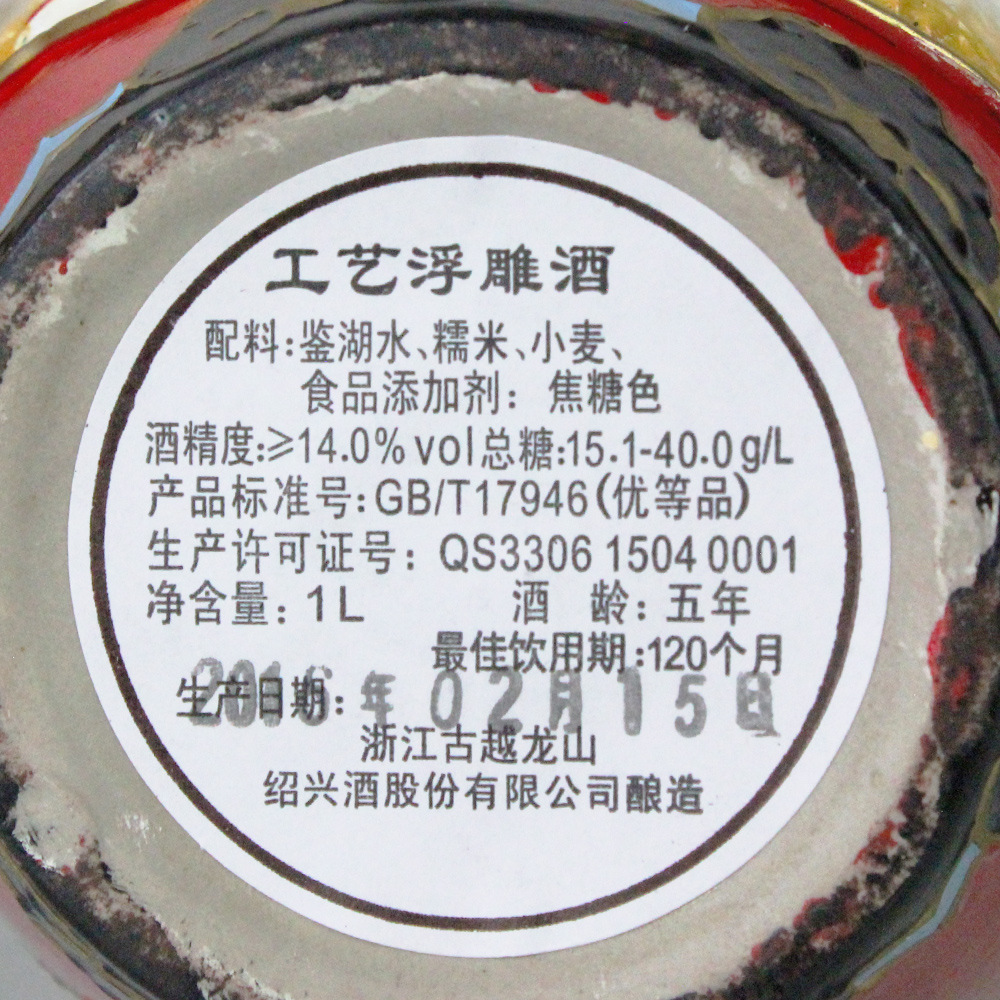 工艺浮雕酒
配料:鉴湖水、糯米、小麦、
食品添加剂: 焦糖色
酒精度:≥14.0%vol总糖:15.1-40.0g/L
产品标准号:GB/T17946(优等品)
生产许可证号: QS3306 1504 0001
净含量:1L 酒 龄:五年
最佳饮用期:120个月
生产日期: 2016年02月15日
浙江古越龙山
绍兴酒股份有限公司酿造